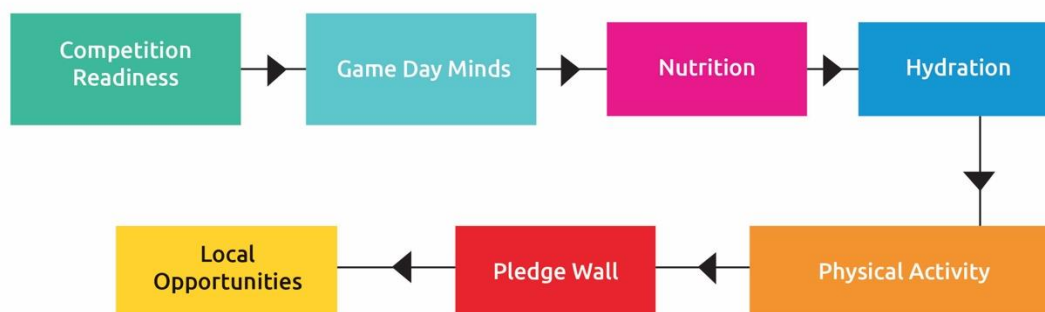 Competition
Readiness
Game Day Minds
Nutrition
Hydration
Physical Activity
Pledge Wall
Local
Opportunities